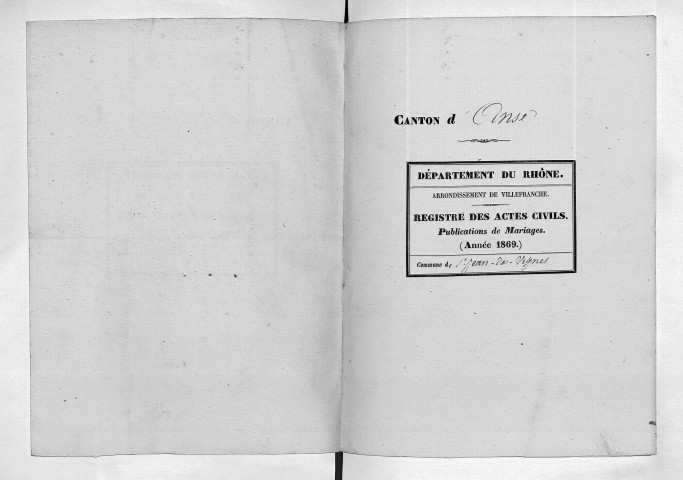 CANTON d' Anse
DÉPARTEMENT DU RHÔNE.
ARRONDISSEMENT DE VILLEFRANCHE.
REGISTRE DES ACTES CIVILS.
Publications de Mariages.
(Année 1869.)
Commune de St Jean-des-Vignes